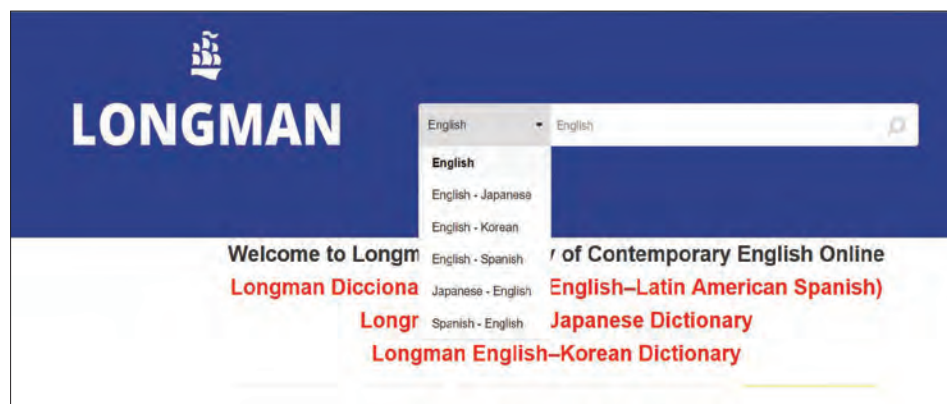 LONGMAN
English English
English
English - Japanese
English - Korean
English - Spanish
Japanese - English
Spanish - English
Welcome to Longm y of Contemporary English Online
Longman Dicciona English–Latin American Spanish)
Longr Japanese Dictionary
Longman English–Korean Dictionary